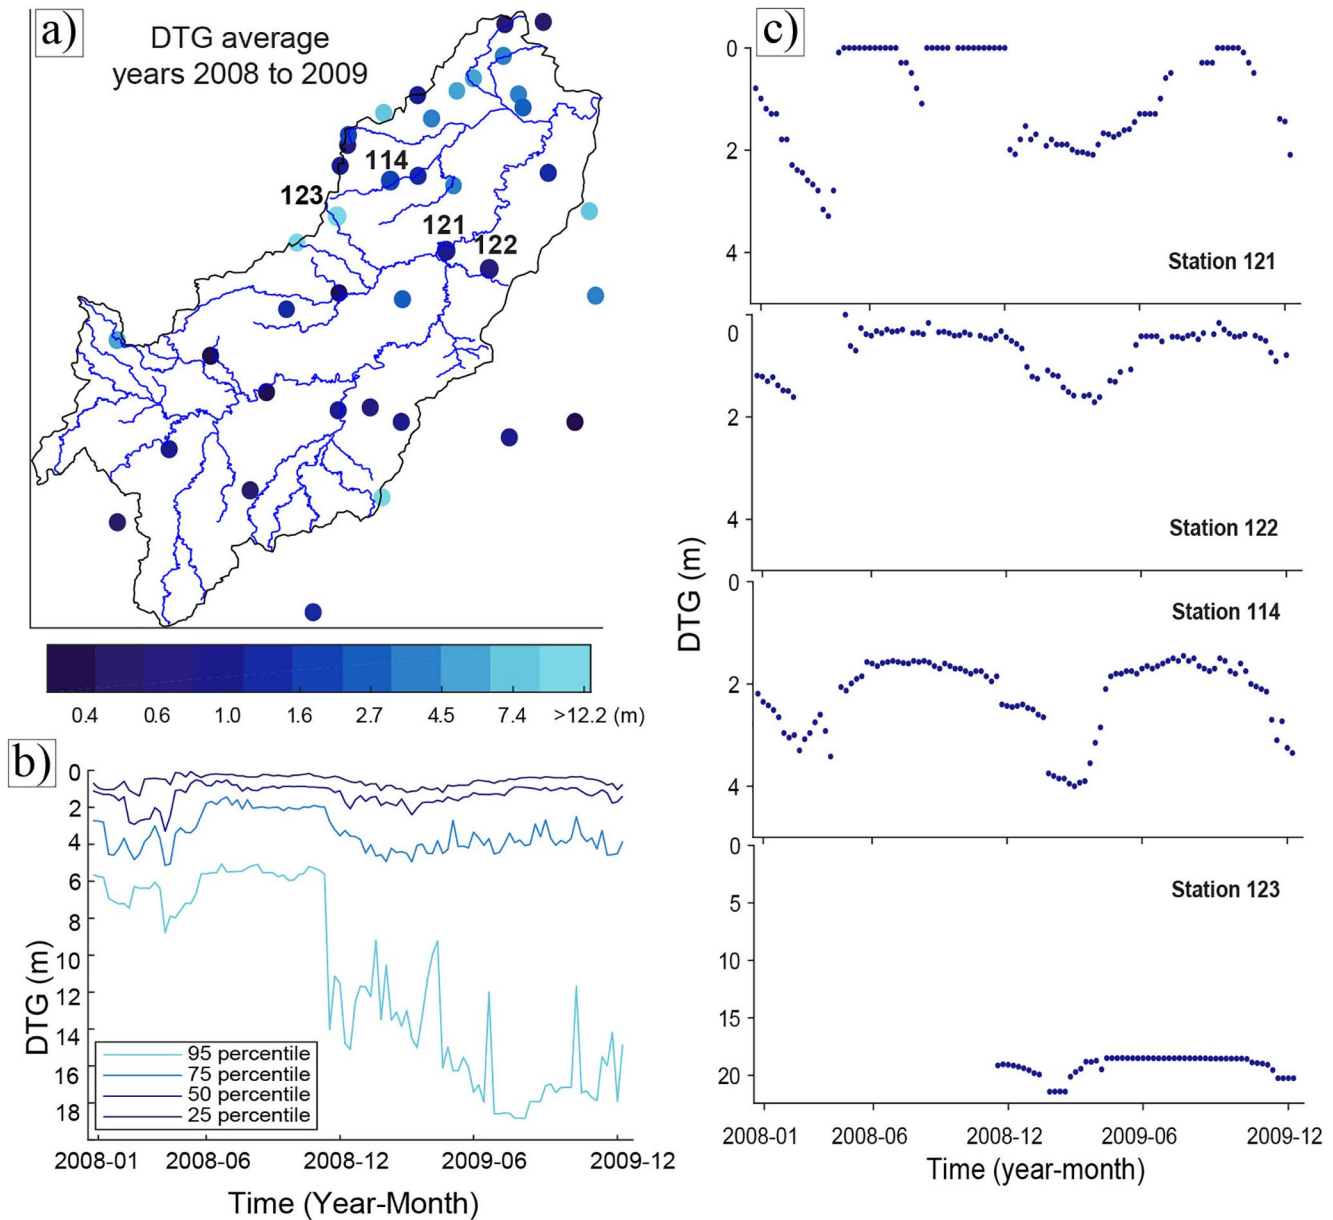 a)
DTG average
years 2008 to 2009
114
123
121
122
0.4 0.6 1.0 1.6 2.7 4.5 7.4 >12.2 (m)
b)
0
2
4
6
8
10
12
14
16
18
DTG (m)
95 percentile
75 percentile
50 percentile
25 percentile
2008-01 2008-06 2008-12 2009-06 2009-12
Time (Year-Month)
c)
0
2
4
Station 121
0
2
4
Station 122
DTG (m)
0
2
4
Station 114
0
5
10
15
20
Station 123
2008-01 2008-06 2008-12 2009-06 2009-12
Time (year-month)